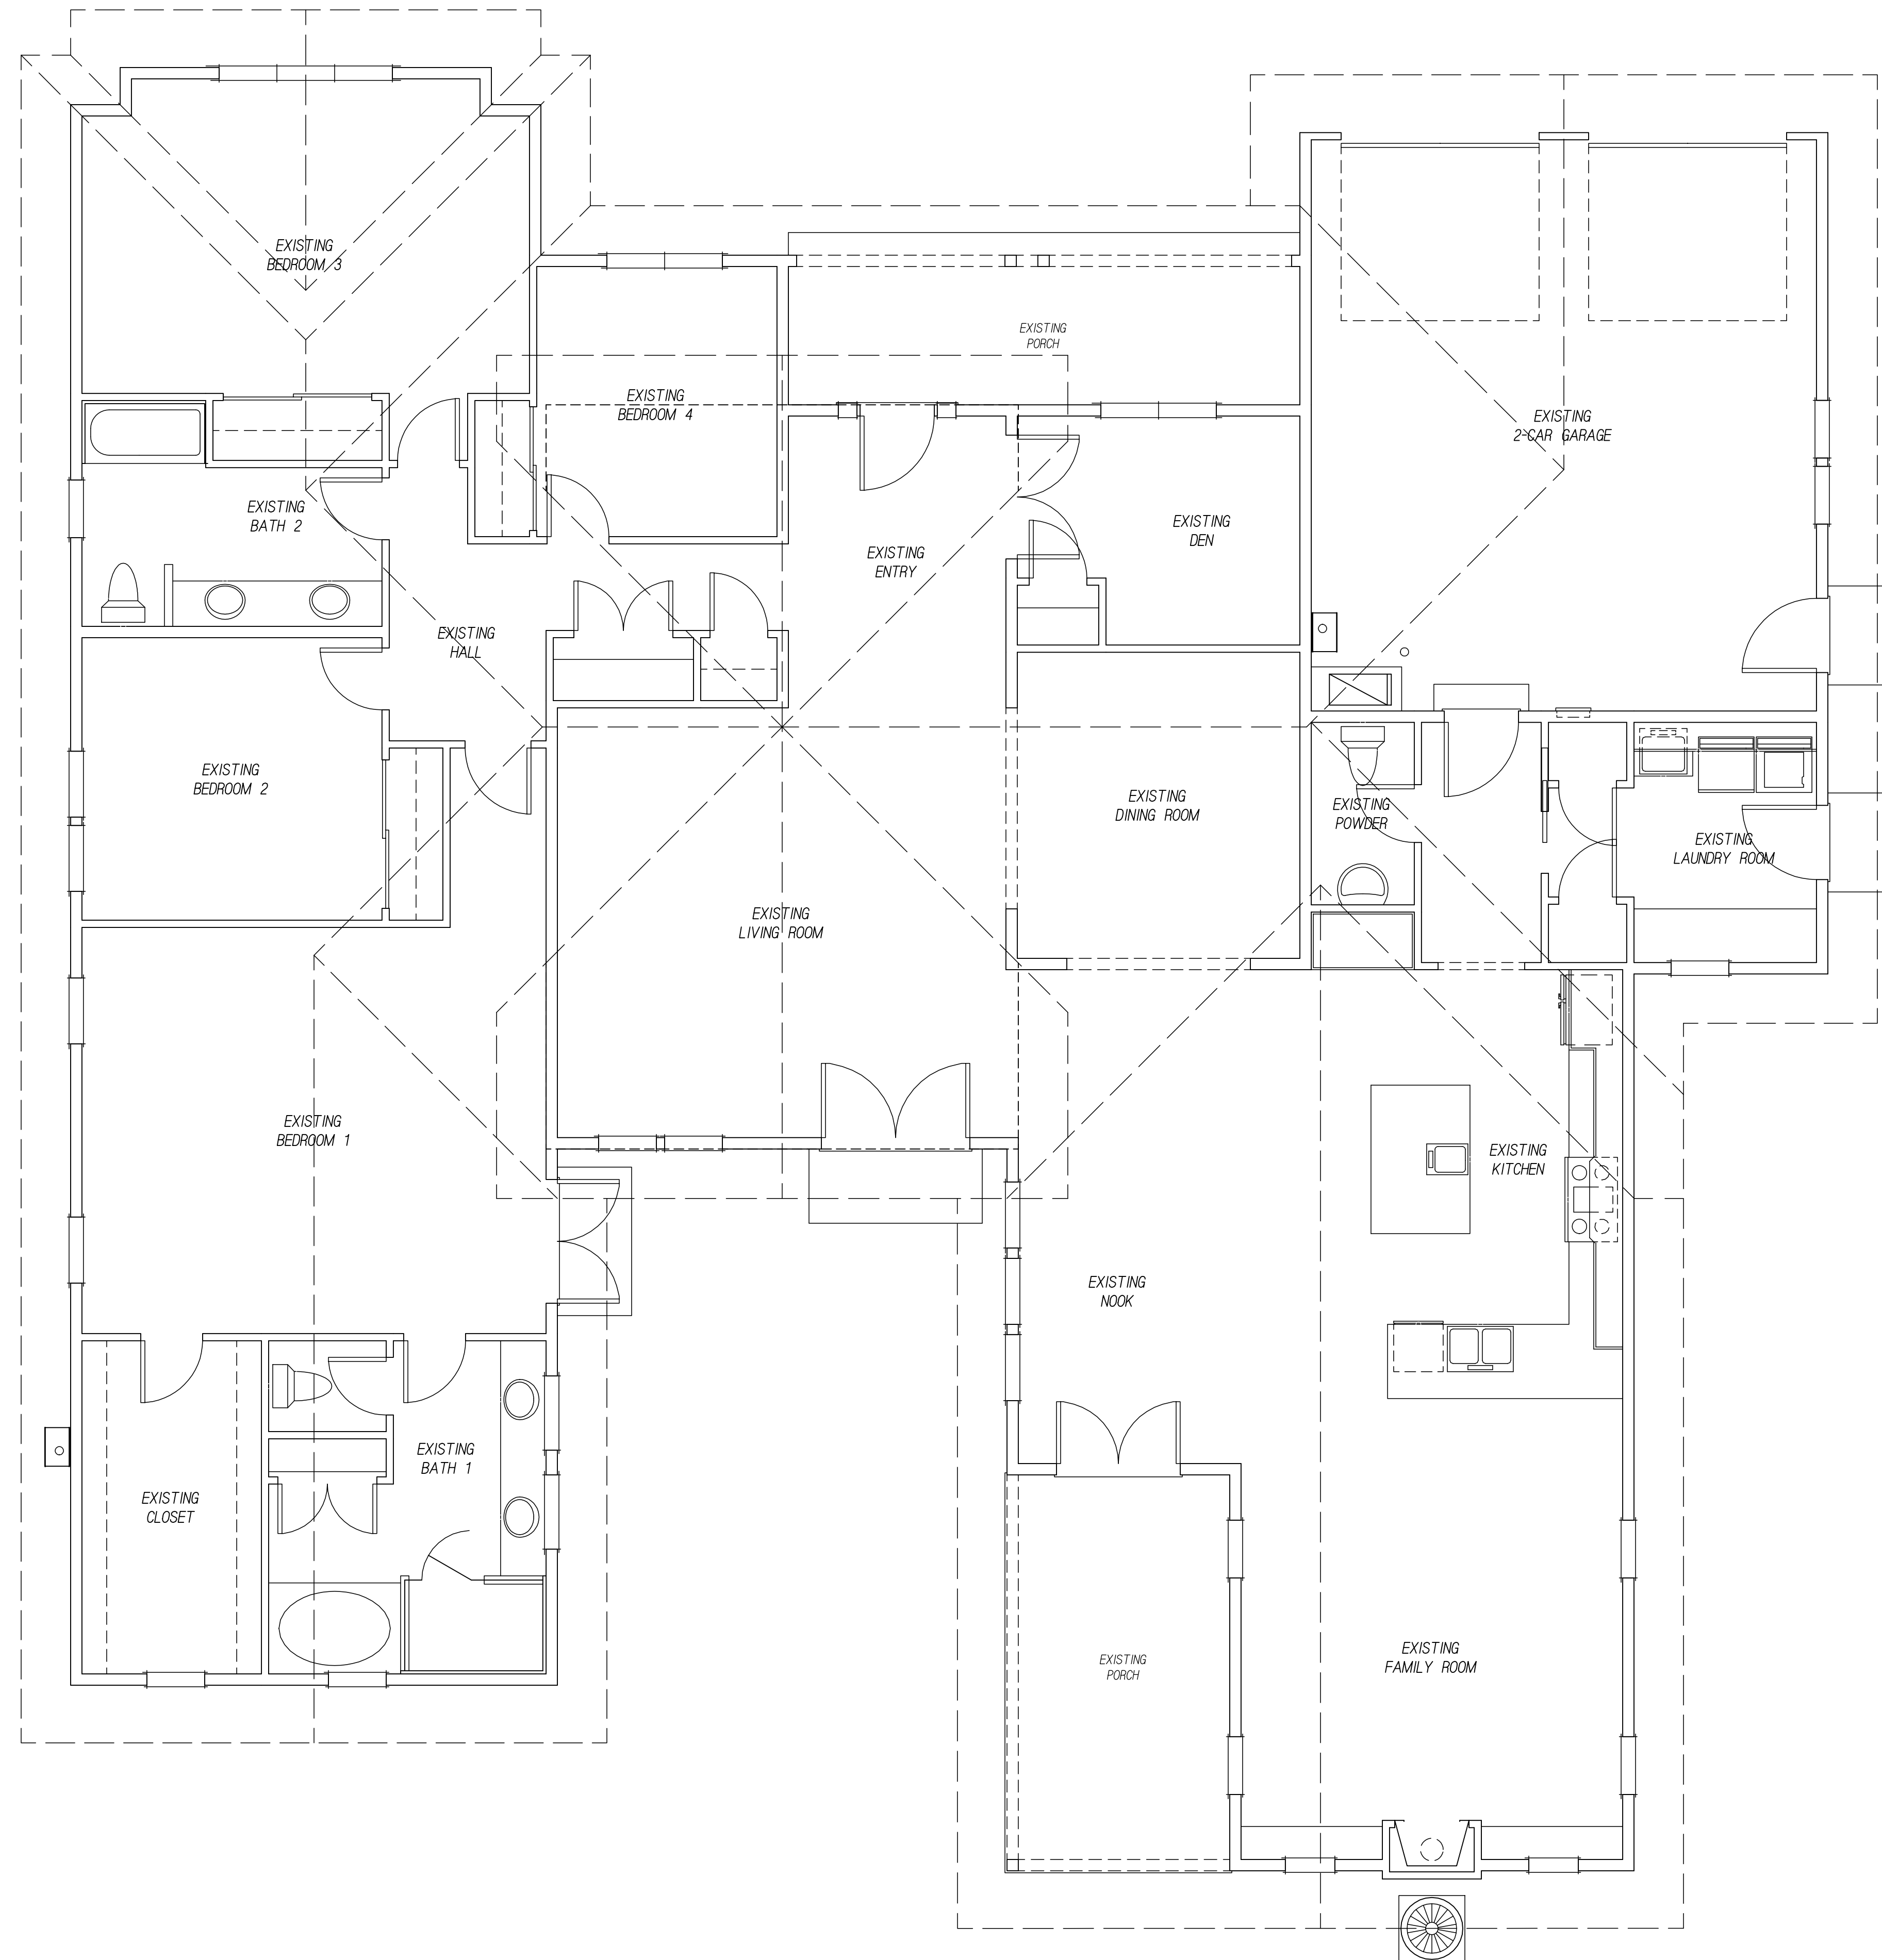 EXISTING
BEDROOM 3
EXISTING
PORCH
EXISTING
BEDROOM 4
EXISTING
2-CAR GARAGE
EXISTING
BATH 2
EXISTING
DEN
EXISTING
ENTRY
EXISTING
HALL
EXISTING
BEDROOM 2
EXISTING
DINING ROOM
EXISTING
POWDER
EXISTING
LAUNDRY ROOM
EXISTING
LIVING ROOM
EXISTING
BEDROOM 1
EXISTING
KITCHEN
EXISTING
NOOK
EXISTING
BATH 1
EXISTING
CLOSET
EXISTING
FAMILY ROOM
EXISTING
PORCH